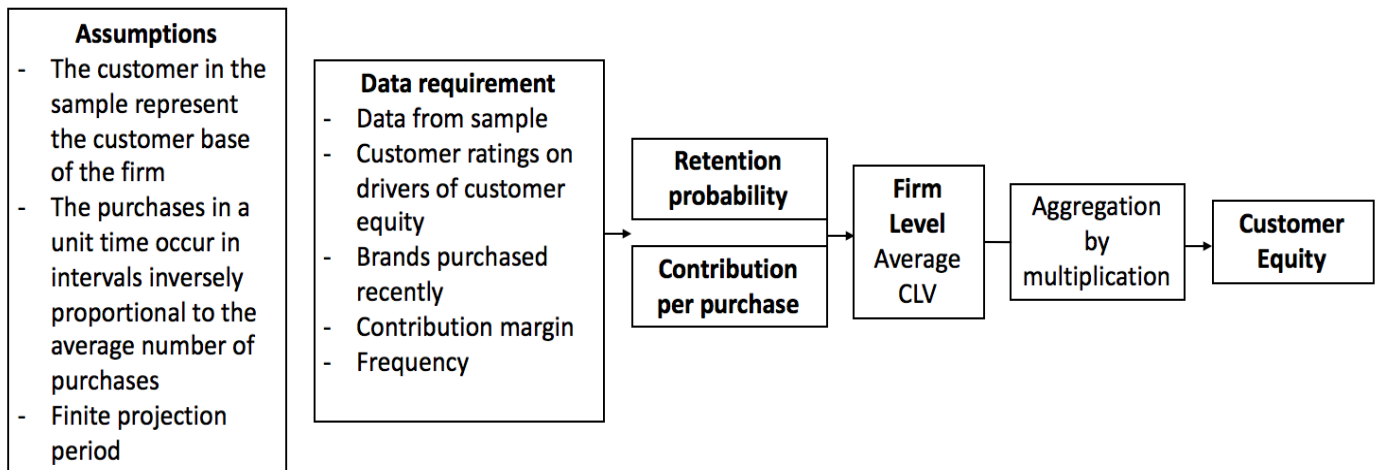 Assumptions
- The customer in the
sample represent
the customer base
of the firm
- The purchases in a
unit time occur in
intervals inversely
proportional to the
average number of
purchases
- Finite projection
period
Data requirement
- Data from sample
- Customer ratings on
drivers of customer
equity
- Brands purchased
recently
- Contribution margin
- Frequency
Retention
probability
Contribution
per purchase
Firm
Level
Average
CLV
Aggregation
by
multiplication
Customer
Equity